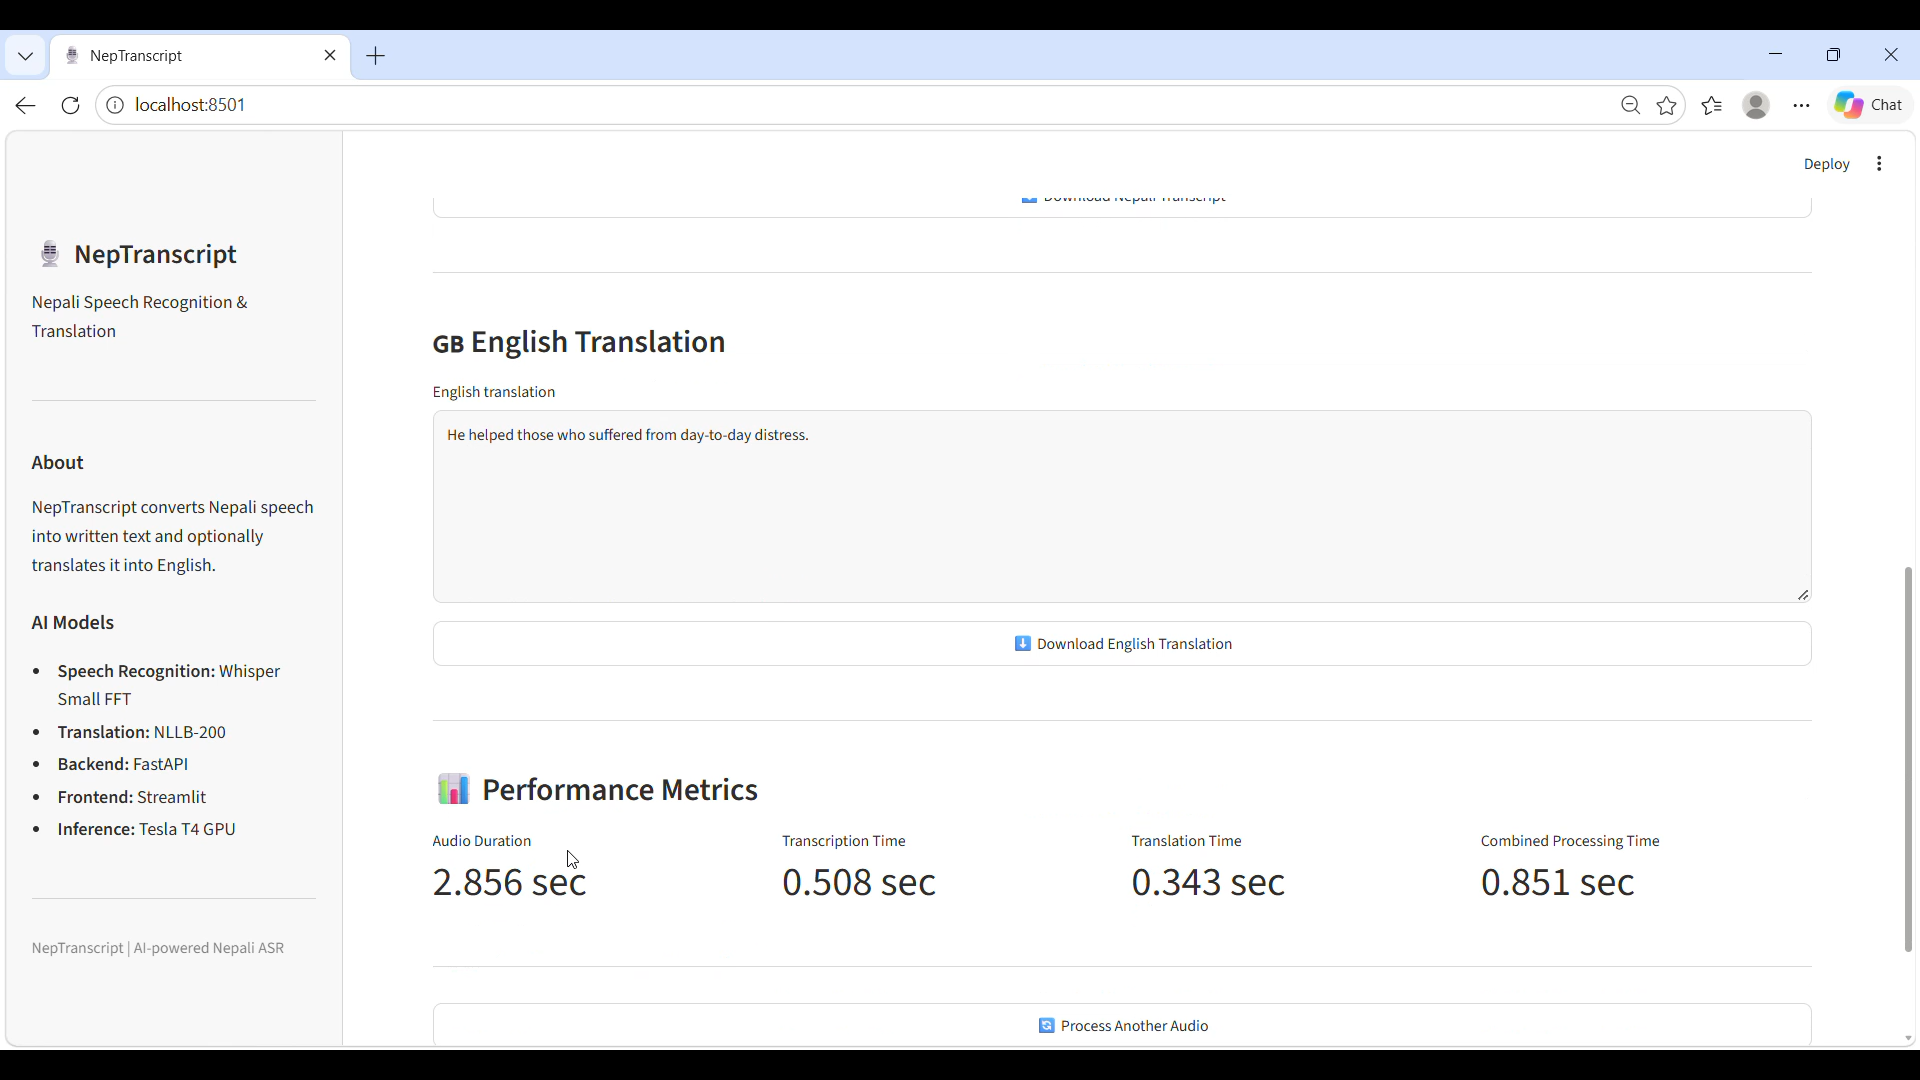 NepTranscript
localhost:8501
Chat
Deploy
NepTranscript
Nepali Speech Recognition &
Translation
About
NepTranscript converts Nepali speech
into written text and optionally
translates it into English.
AI Models
Speech Recognition: Whisper
Small FFT
Translation: NLLB-200
Backend: FastAPI
Frontend: Streamlit
Inference: Tesla T4 GPU
NepTranscript | AI-powered Nepali ASR
Download Nepali Transcript
GB English Translation
English translation
He helped those who suffered from day-to-day distress.
Download English Translation
Performance Metrics
Audio Duration
2.856 sec
Transcription Time
0.508 sec
Translation Time
0.343 sec
Combined Processing Time
0.851 sec
Process Another Audio